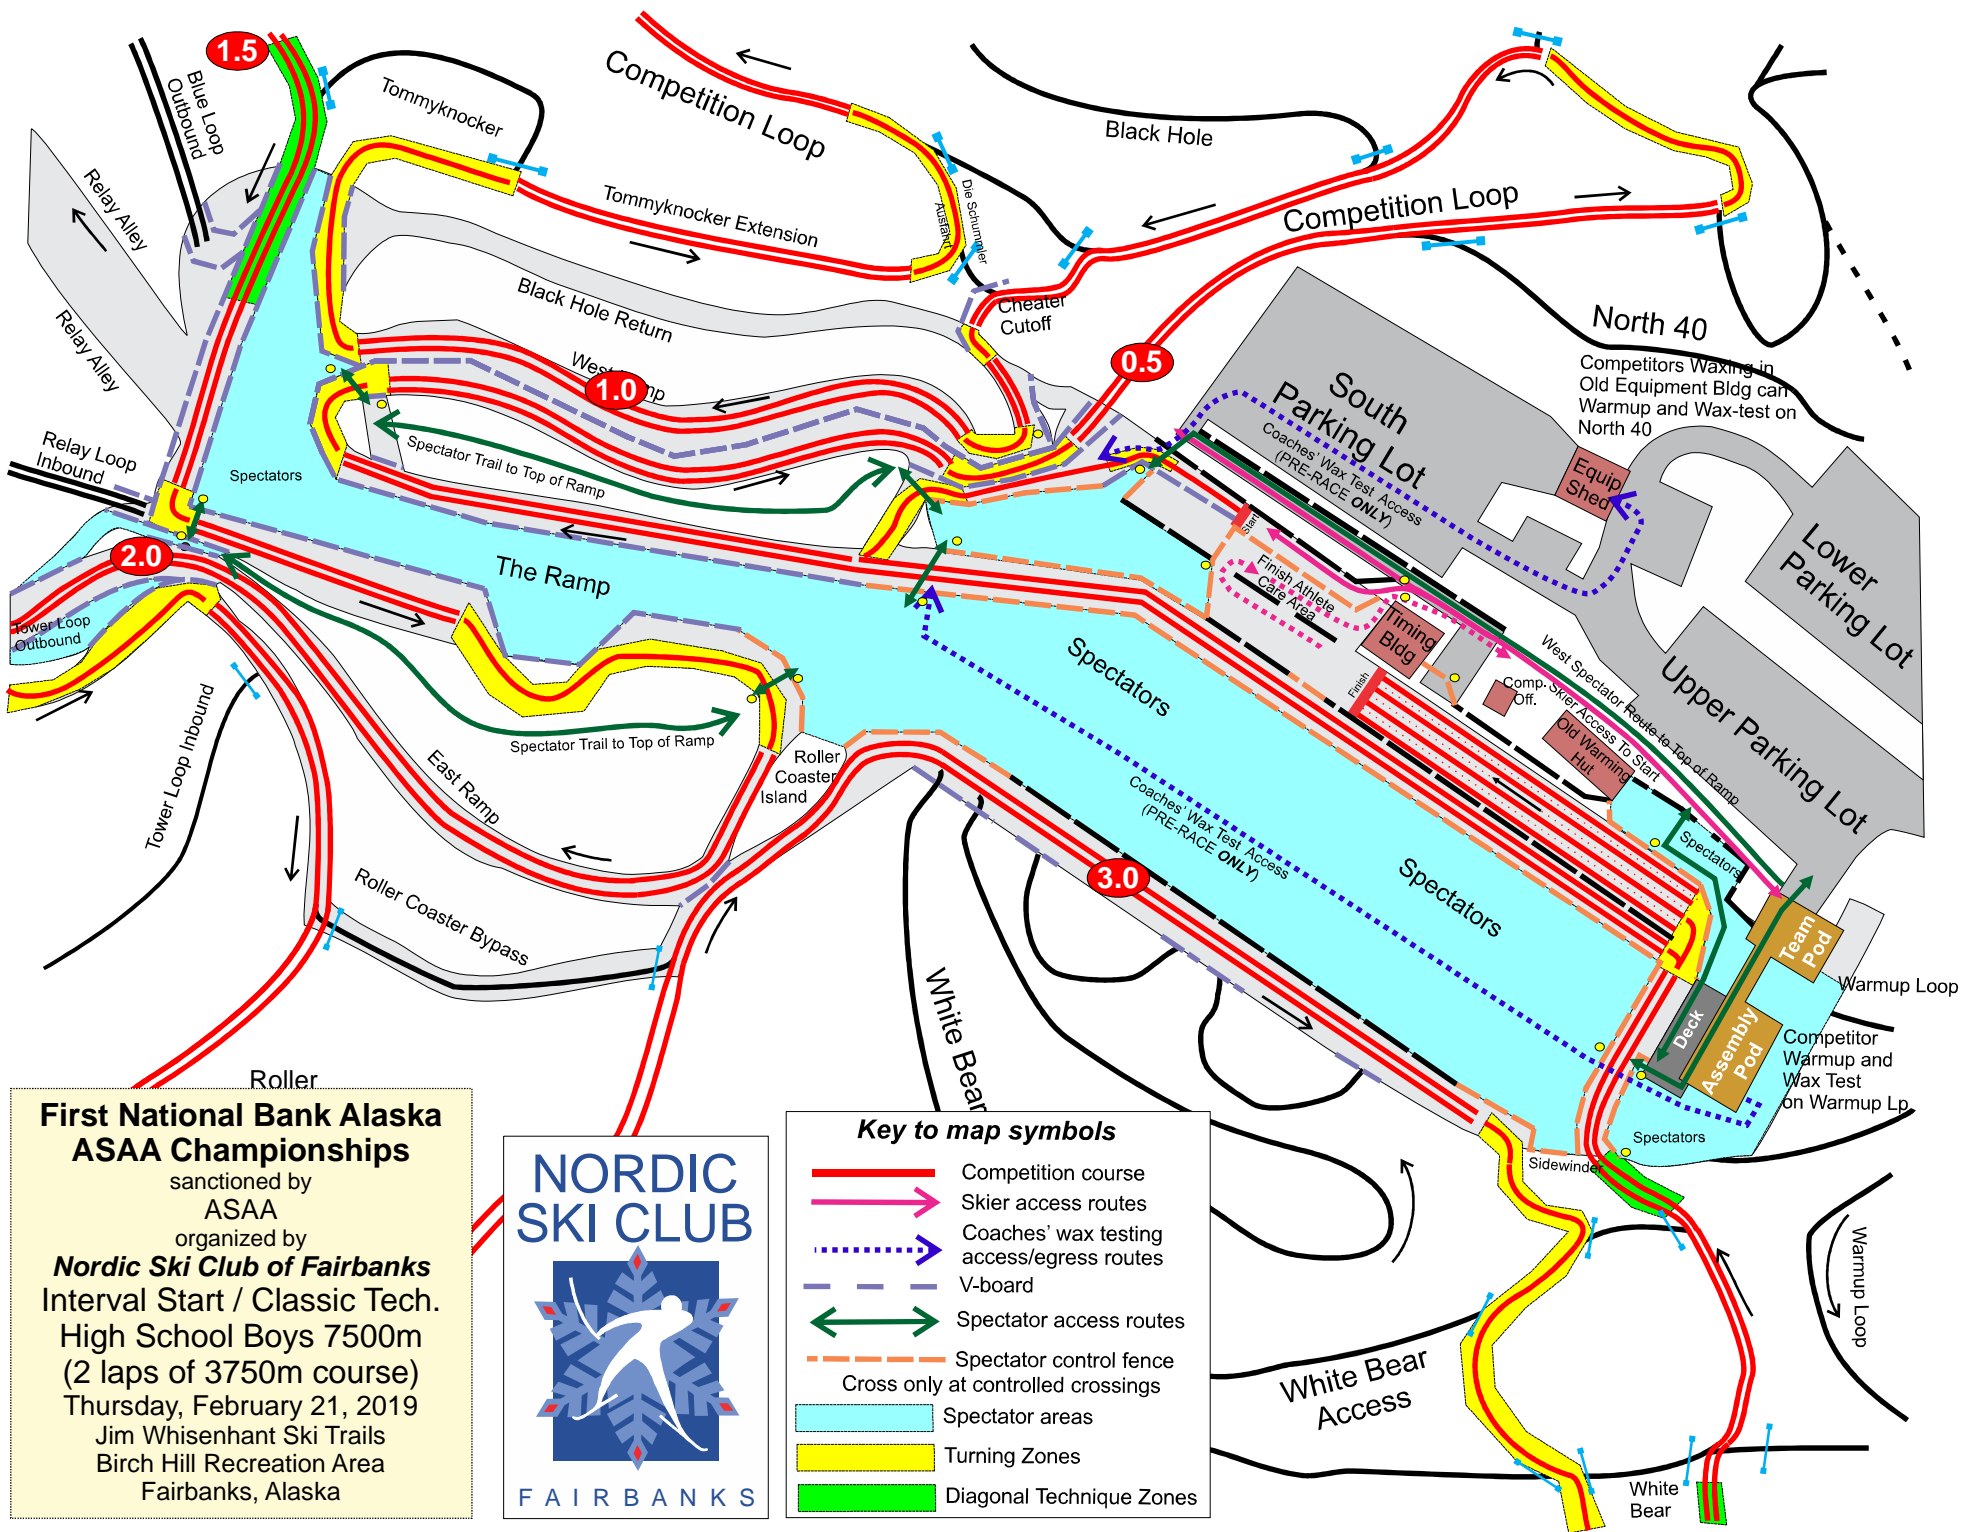 1.5
Blue Loop
Outbound
Tommyknocker
Competition Loop
Black Hole
Relay Alley
Tommyknocker Extension
Ausfahrt
Die Schummler
Competition Loop
Relay Alley
Black Hole Return
Cheater
Cutoff
North 40
Competitors Waxing in
Old Equipment Bldg can
Warmup and Wax-test on
North 40
0.5
1.0
South
Parking Lot
Coaches' Wax Test Access
(PRE-RACE ONLY)
Equip
Shed
Lower
Parking Lot
Relay Loop
Inbound
Spectators
Spectator Trail to Top of Ramp
Start
Finish Athlete
Care Area
2.0
The Ramp
Timing
Bldg
Tower Loop
Outbound
Spectators
Finish
Comp.
Off.
West Spectator Route to Top of Ramp
Skier Access To Start
Upper Parking Lot
Old Warming
Hut
Tower Loop Inbound
Spectator Trail to Top of Ramp
East Ramp
Roller
Coaster
Island
Coaches' Wax Test Access
(PRE-RACE ONLY)
Spectators
Spectators
3.0
Roller Coaster Bypass
White Bear
Team
Pod
Warmup Loop
Deck
Assembly
Pod
Competitor
Warmup and
Wax Test
on Warmup Lp
Spectators
Sidewinder
Roller
Warmup Loop
White Bear
Access
White
Bear
First National Bank Alaska
ASAA Championships
sanctioned by
ASAA
organized by
Nordic Ski Club of Fairbanks
Interval Start / Classic Tech.
High School Boys 7500m
(2 laps of 3750m course)
Thursday, February 21, 2019
Jim Whisenhant Ski Trails
Birch Hill Recreation Area
Fairbanks, Alaska
NORDIC
SKI CLUB
FAIRBANKS
Key to map symbols
Competition course
Skier access routes
Coaches' wax testing
access/egress routes
V-board
Spectator access routes
Spectator control fence
Cross only at controlled crossings
Spectator areas
Turning Zones
Diagonal Technique Zones